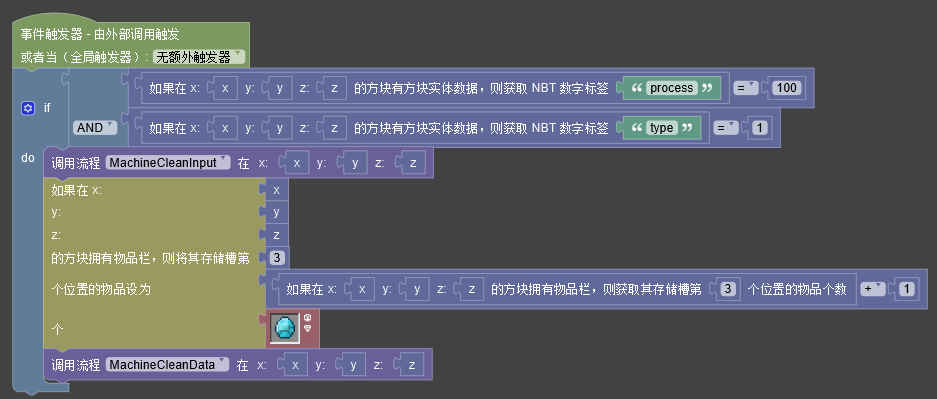 事件触发器 - 由外部调用触发
或者当（全局触发器）: 无额外触发器
if
如果在 x: x y: y z: z 的方块有方块实体数据，则获取 NBT 数字标签 “ process ” = 100
AND
如果在 x: x y: y z: z 的方块有方块实体数据，则获取 NBT 数字标签 “ type ” = 1
do
调用流程 MachineCleanInput 在 x: x y: y z: z
如果在 x: x
y: y
z: z
的方块拥有物品栏，则将其存储槽第 3
个位置的物品设为 如果在 x: x y: y z: z 的方块拥有物品栏，则获取其存储槽第 3 个位置的物品个数 + 1
个
调用流程 MachineCleanData 在 x: x y: y z: z